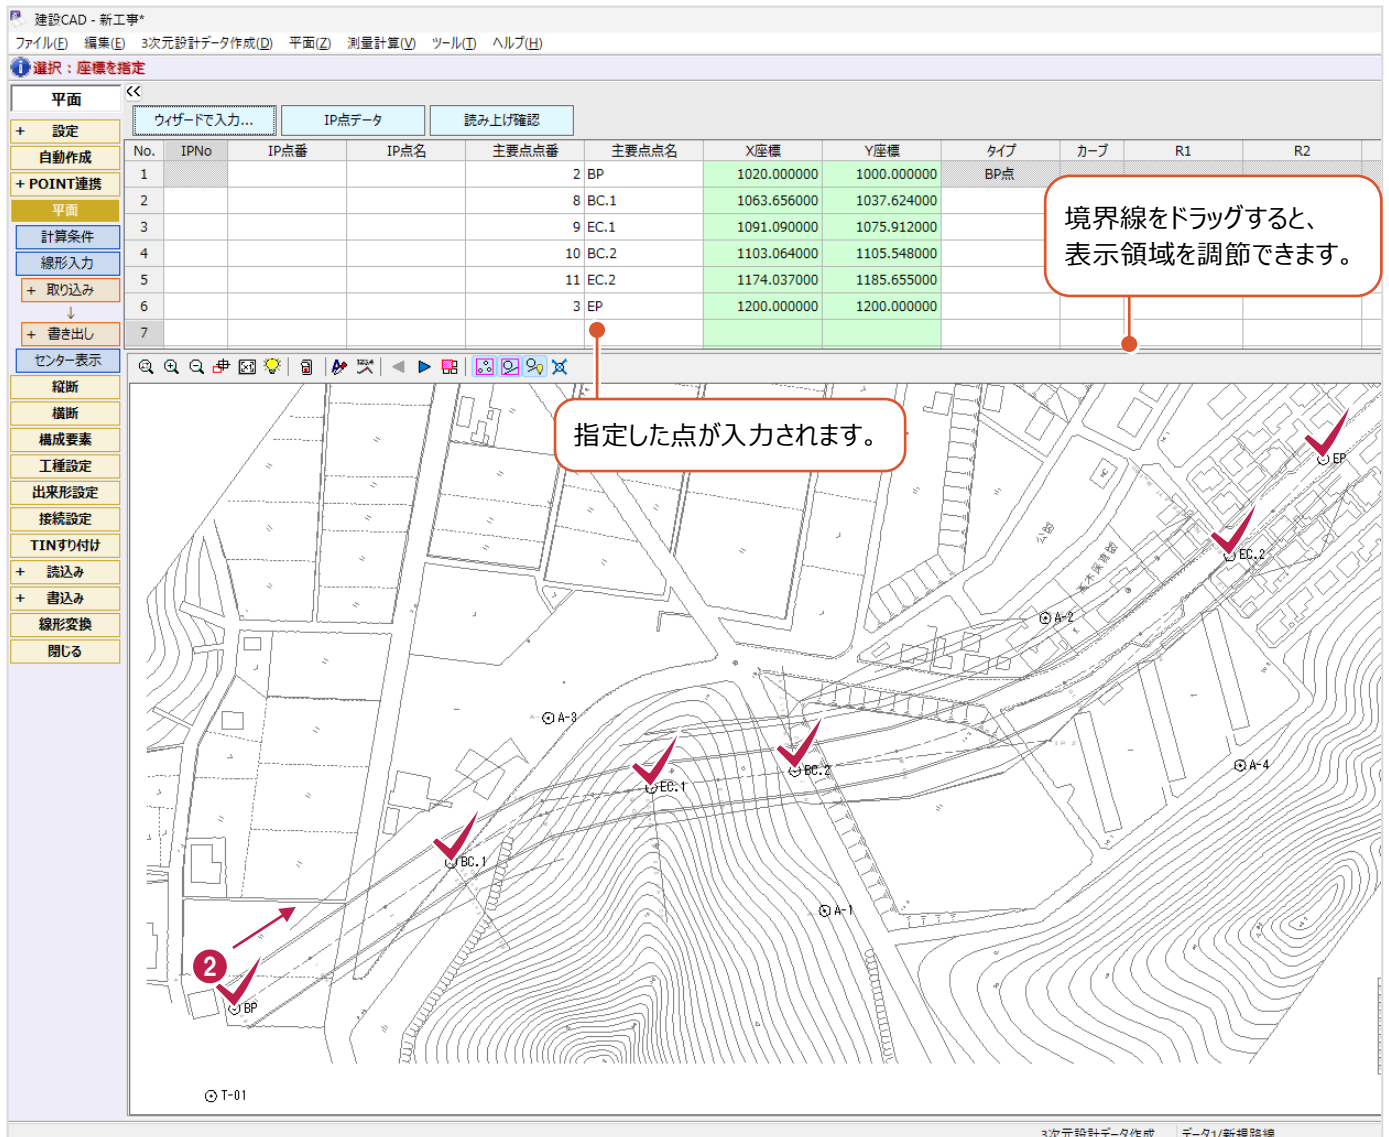 建設CAD - 新工事*
ファイル(F) 編集(E) 3次元設計データ作成(D) 平面(Z) 測量計算(V) ツール(T) ヘルプ(H)
選択：座標を指定
平面
<<
ウィザードで入力... IP点データ 読み上げ確認
+ 設定
自動作成
+ POINT連携
平面
計算条件
線形入力
+ 取り込み
↓
+ 書き出し
センター表示
縦断
横断
構成要素
工種設定
出来形設定
接続設定
TINすり付け
+ 読込み
+ 書込み
線形変換
閉じる
No. IPNo IP点番 IP点名 主要点点番 主要点点名 X座標 Y座標 タイプ カーブ R1 R2
1 2 BP 1020.000000 1000.000000 BP点
2 8 BC.1 1063.656000 1037.624000
3 9 EC.1 1091.090000 1075.912000
4 10 BC.2 1103.064000 1105.548000
5 11 EC.2 1174.037000 1185.655000
6 3 EP 1200.000000 1200.000000
7
境界線をドラッグすると、
表示領域を調節できます。
指定した点が入力されます。
EP
EC.2
公園
A-2
A-3
IP.2
A-4
BC.2
EC.1
BC.1
A-1
2
BP
T-01
3次元設計データ作成 データ1/新規路線